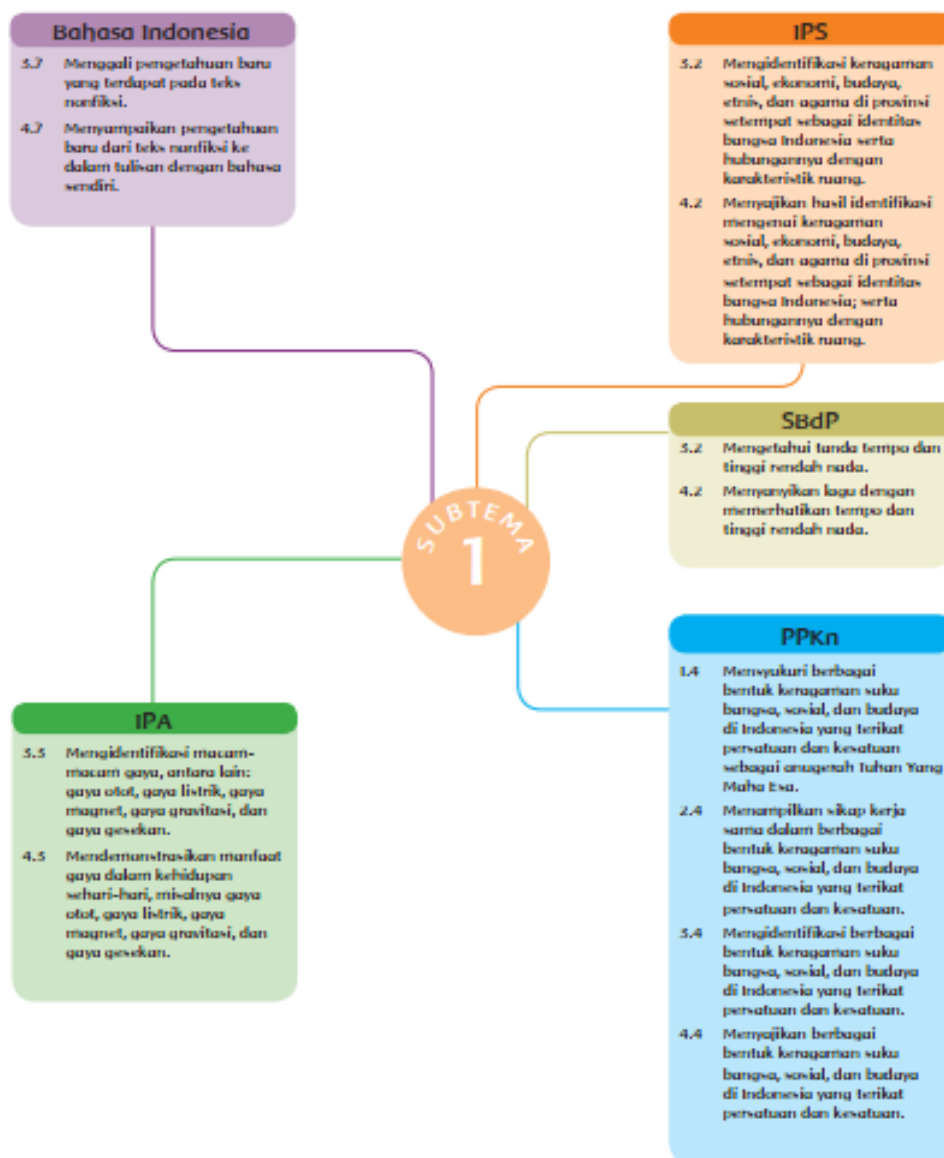 Bahasa Indonesia
3.7 Menggali pengetahuan baru
yang terdapat pada teks
nonfiksi.
4.7 Menyampaikan pengetahuan
baru dari teks nonfiksi ke
dalam tulisan dengan bahasa
sendiri.
IPS
3.2 Mengidentifikasi keragaman
sosial, ekonomi, budaya,
etnis, dan agama di provinsi
setempat sebagai identitas
bangsa Indonesia serta
hubungannya dengan
karakteristik ruang.
4.2 Menyajikan hasil identifikasi
mengenai keragaman
sosial, ekonomi, budaya,
etnis, dan agama di provinsi
setempat sebagai identitas
bangsa Indonesia; serta
hubungannya dengan
karakteristik ruang.
SBdP
3.2 Mengetahui tanda tempo dan
tinggi rendah nada.
4.2 Menyanyikan lagu dengan
memerhatikan tempo dan
tinggi rendah nada.
SUBTEMA
1
IPA
3.3 Mengidentifikasi macam-
macam gaya, antara lain:
gaya otot, gaya listrik, gaya
magnet, gaya gravitasi, dan
gaya gesekan.
4.3 Mendemonstrasikan manfaat
gaya dalam kehidupan
sehari-hari, misalnya gaya
otot, gaya listrik, gaya
magnet, gaya gravitasi, dan
gaya gesekan.
PPKn
1.4 Mensyukuri berbagai
bentuk keragaman suku
bangsa, sosial, dan budaya
di Indonesia yang terikat
persatuan dan kesatuan
sebagai anugerah Tuhan Yang
Maha Esa.
2.4 Menampilkan sikap kerja
sama dalam berbagai
bentuk keragaman suku
bangsa, sosial, dan budaya
di Indonesia yang terikat
persatuan dan kesatuan.
3.4 Mengidentifikasi berbagai
bentuk keragaman suku
bangsa, sosial, dan budaya
di Indonesia yang terikat
persatuan dan kesatuan.
4.4 Menyajikan berbagai
bentuk keragaman suku
bangsa, sosial, dan budaya
di Indonesia yang terikat
persatuan dan kesatuan.